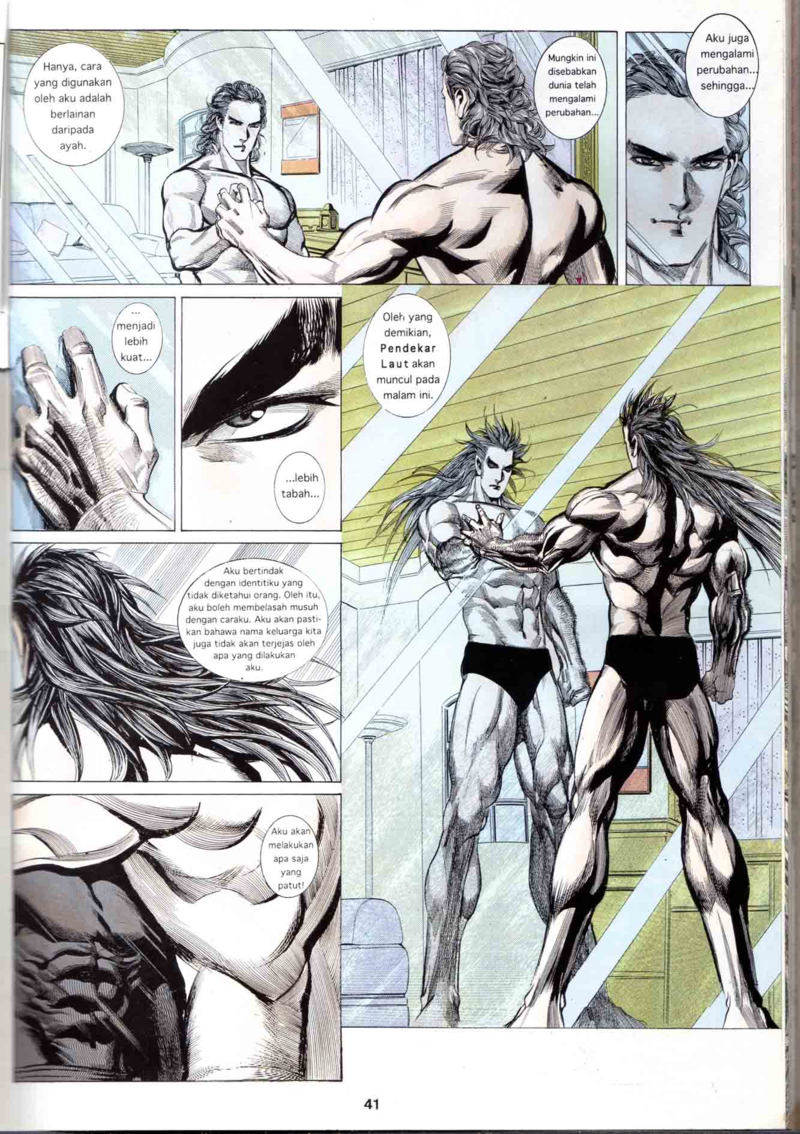 Hanya, cara
yang digunakan
oleh aku adalah
berlainan
daripada
ayah.
Mungkin ini
disebabkan
dunia telah
mengalami
perubahan...
Aku juga
mengalami
perubahan...
sehingga...
...
menjadi
lebih
kuat...
...lebih
tabah...
Oleh yang
demikian,
Pendekar
Laut akan
muncul pada
malam ini.
Aku bertindak
dengan identitiku yang
tidak diketahui orang. Oleh itu,
aku boleh membelasah musuh
dengan caraku. Aku akan pasti-
kan bahawa nama keluarga kita
juga tidak akan terjejas oleh
apa yang dilakukan
aku.
Aku akan
melakukan
apa saja
yang
patut!
41